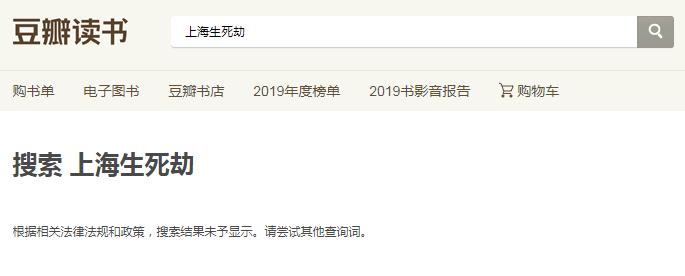 豆瓣读书
上海生死劫
购书单 电子图书 豆瓣书店 2019年度榜单 2019书影音报告 购物车
搜索 上海生死劫
根据相关法律法规和政策，搜索结果未予显示。请尝试其他查询词。